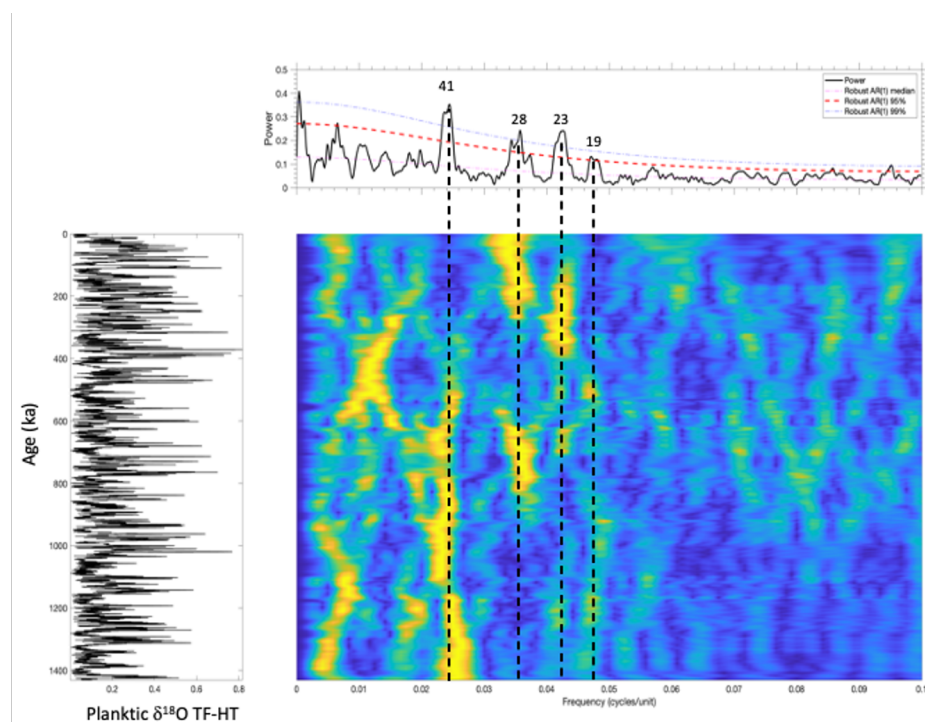 0.5
0.4
0.3
0.2
0.1
0
Power
41
28
23
19
Power
Robust AR(1) median
Robust AR(1) 95%
Robust AR(1) 99%
0
200
400
600
800
1000
1200
1400
Age (ka)
0.2 0.4 0.6 0.8
Planktic δ¹⁸O TF-HT
0 0.01 0.02 0.03 0.04 0.05 0.06 0.07 0.08 0.09 0.1
Frequency (cycles/unit)